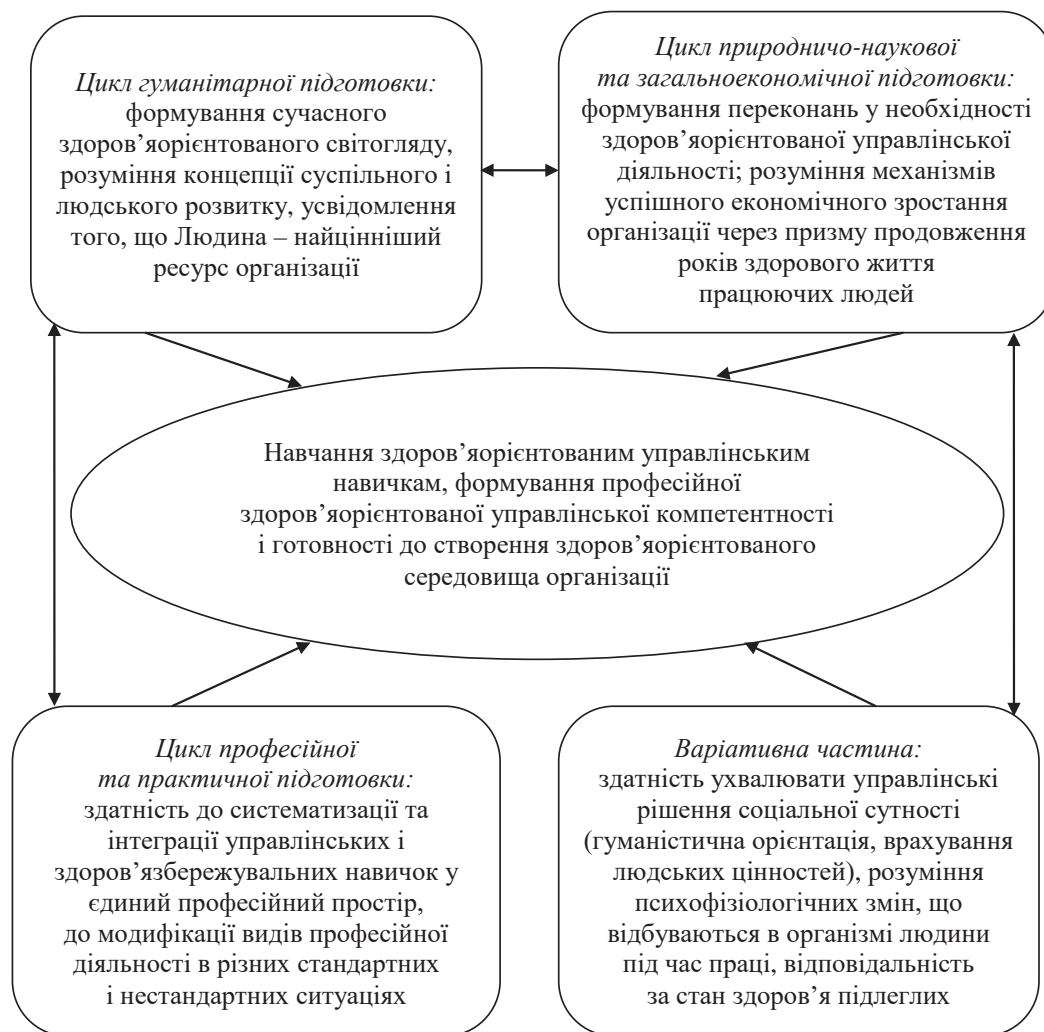 Цикл гуманітарної підготовки:
формування сучасного
здоров’яорієнтованого світогляду,
розуміння концепції суспільного і
людського розвитку, усвідомлення
того, що Людина – найцінніший
ресурс організації
Цикл природничо-наукової
та загальноекономічної підготовки:
формування переконань у необхідності
здоров’яорієнтованої управлінської
діяльності; розуміння механізмів
успішного економічного зростання
організації через призму продовження
років здорового життя
працюючих людей
Навчання здоров’яорієнтованим управлінським
навичкам, формування професійної
здоров’яорієнтованої управлінської компетентності
і готовності до створення здоров’яорієнтованого
середовища організації
Цикл професійної
та практичної підготовки:
здатність до систематизації та
інтеграції управлінських і
здоров’язбережувальних навичок у
єдиний професійний простір,
до модифікації видів професійної
діяльності в різних стандартних
і нестандартних ситуаціях
Варіативна частина:
здатність ухвалювати управлінські
рішення соціальної сутності
(гуманістична орієнтація, врахування
людських цінностей), розуміння
психофізіологічних змін, що
відбуваються в організмі людини
під час праці, відповідальність
за стан здоров’я підлеглих